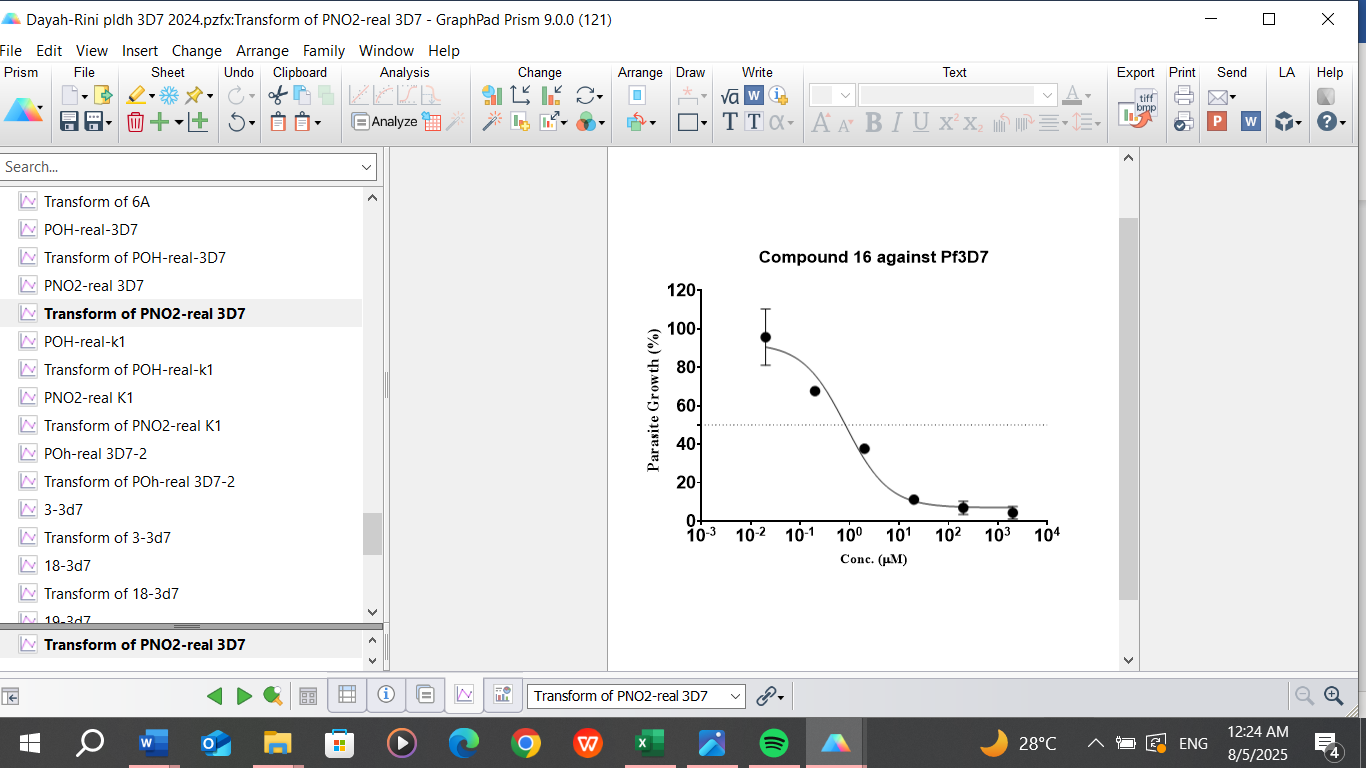 Dayah-Rini pldh 3D7 2024.pzfx:Transform of PNO2-real 3D7 - GraphPad Prism 9.0.0 (121)
File Edit View Insert Change Arrange Family Window Help
Prism File Sheet Undo Clipboard Analysis Change Arrange Draw Write Text Export Print Send LA Help
tiff
bmp
Analyze
Search...
Transform of 6A
POH-real-3D7
Transform of POH-real-3D7
PNO2-real 3D7
Transform of PNO2-real 3D7
POH-real-k1
Transform of POH-real-k1
PNO2-real K1
Transform of PNO2-real K1
POh-real 3D7-2
Transform of POh-real 3D7-2
3-3d7
Transform of 3-3d7
18-3d7
Transform of 18-3d7
19-3d7
Transform of PNO2-real 3D7
Compound 16 against Pf3D7
Parasite Growth (%)
120
100
80
60
40
20
0
10-3 10-2 10-1 100 101 102 103 104
Conc. (μM)
Transform of PNO2-real 3D7
28°C ENG 12:24 AM
8/5/2025 4